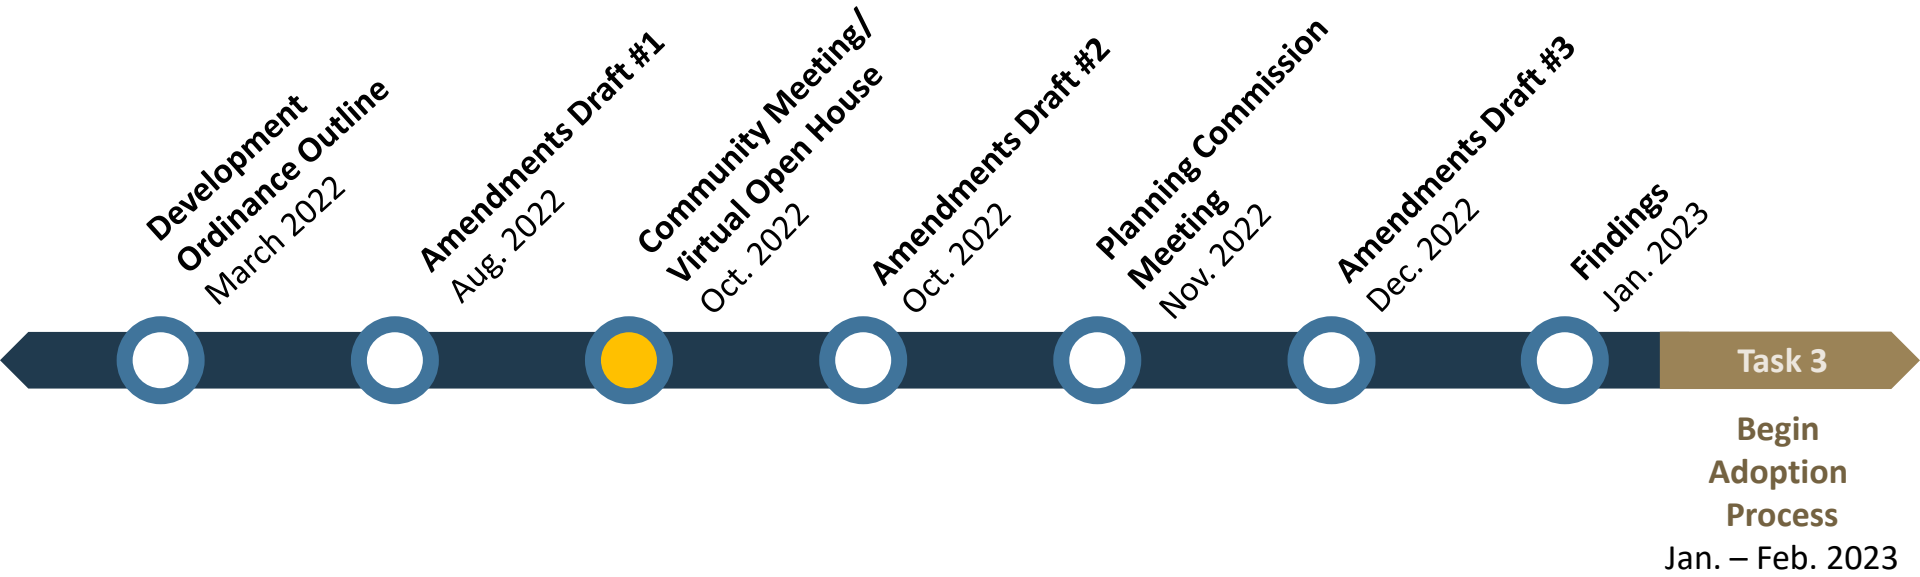 Development
Ordinance Outline
March 2022
Amendments Draft #1
Aug. 2022
Community Meeting/
Virtual Open House
Oct. 2022
Amendments Draft #2
Oct. 2022
Planning Commission
Meeting
Nov. 2022
Amendments Draft #3
Dec. 2022
Findings
Jan. 2023
Task 3
Begin
Adoption
Process
Jan. – Feb. 2023